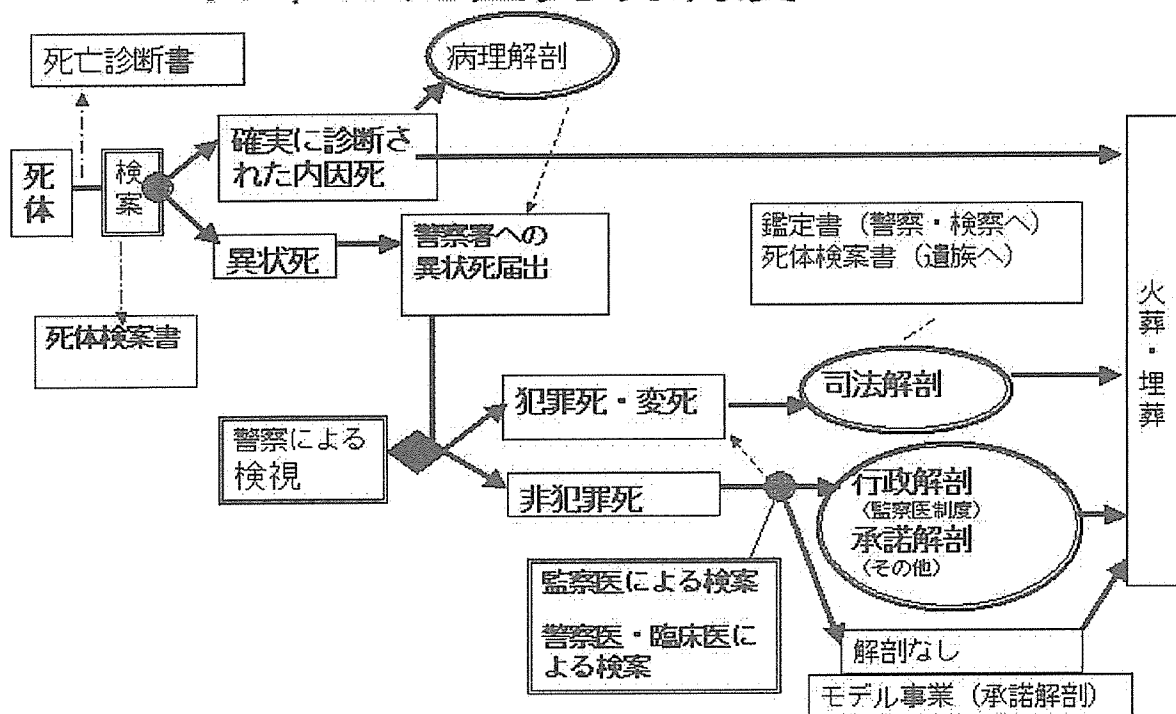 死亡診断書
病理解剖
死
体
検
案
確実に診断さ
れた内因死
異状死
警察署への
異状死届出
鑑定書（警察・検察へ）
死体検案書（遺族へ）
死体検案書
火葬・埋葬
犯罪死・変死
司法解剖
警察による
検視
非犯罪死
行政解剖
（監察医制度）
承諾解剖
（その他）
監察医による検案
警察医・臨床医に
よる検案
解剖なし
モデル事業（承諾解剖）